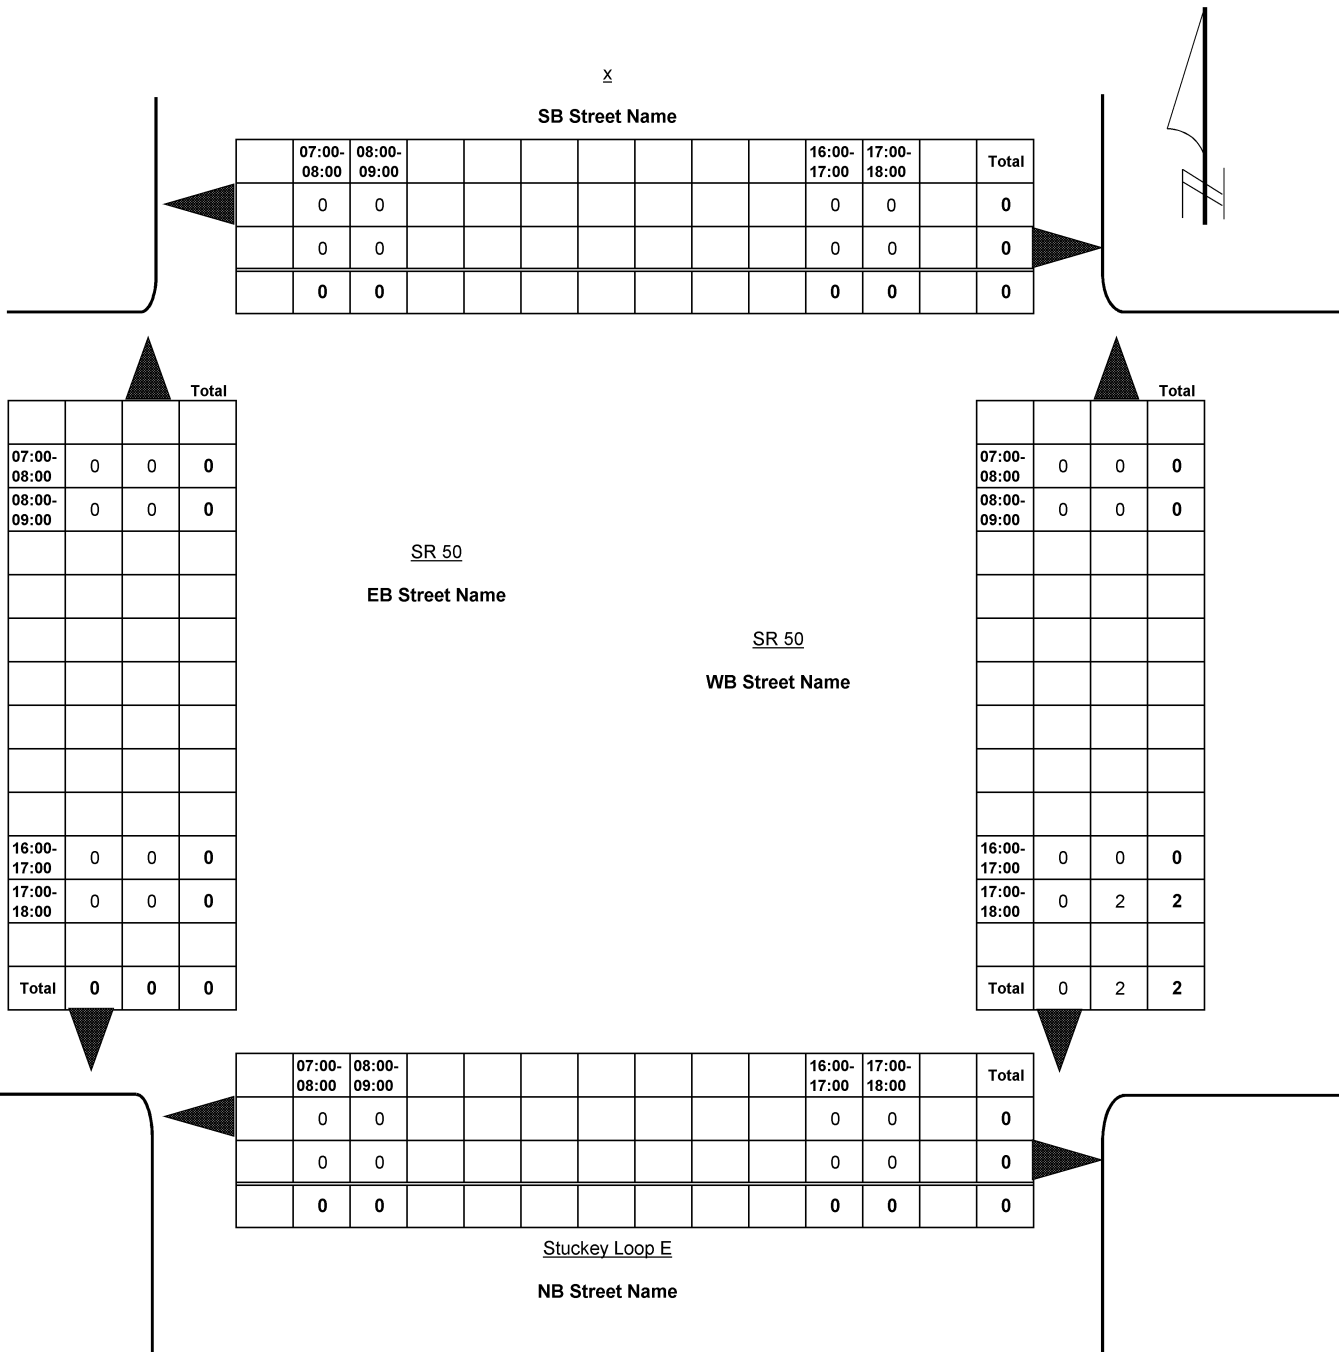 x
SB Street Name
07:00-08:00 08:00-09:00 16:00-17:00 17:00-18:00 Total
0 0 0 0 0
0 0 0 0 0
0 0 0 0 0
Total
07:00-08:00 0 0 0
08:00-09:00 0 0 0
16:00-17:00 0 0 0
17:00-18:00 0 0 0
Total 0 0 0
SR 50
EB Street Name
SR 50
WB Street Name
Total
07:00-08:00 0 0 0
08:00-09:00 0 0 0
16:00-17:00 0 0 0
17:00-18:00 0 2 2
Total 0 2 2
07:00-08:00 08:00-09:00 16:00-17:00 17:00-18:00 Total
0 0 0 0 0
0 0 0 0 0
0 0 0 0 0
Stuckey Loop E
NB Street Name